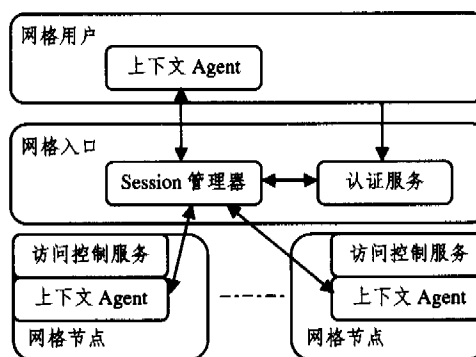 网格用户
上下文 Agent
网格入口
Session 管理器
认证服务
访问控制服务
访问控制服务
上下文 Agent
上下文 Agent
网格节点
网格节点